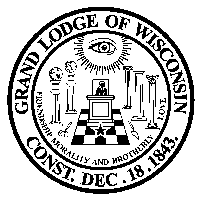 GRAND LODGE OF WISCONSIN
FRIENDSHIP, MORALITY AND BROTHERLY LOVE.
CONST. DEC. 18. 1843.